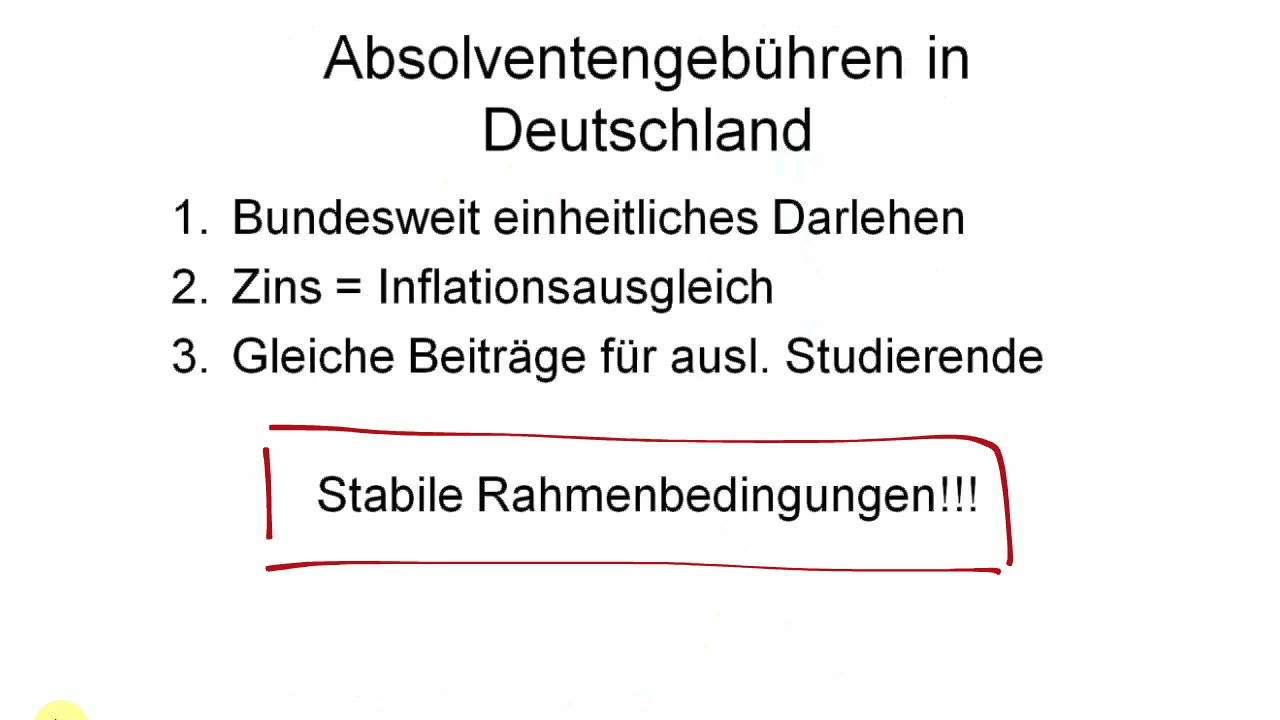 Absolventengebühren in
Deutschland
1. Bundesweit einheitliches Darlehen
2. Zins = Inflationsausgleich
3. Gleiche Beiträge für ausl. Studierende
Stabile Rahmenbedingungen!!!